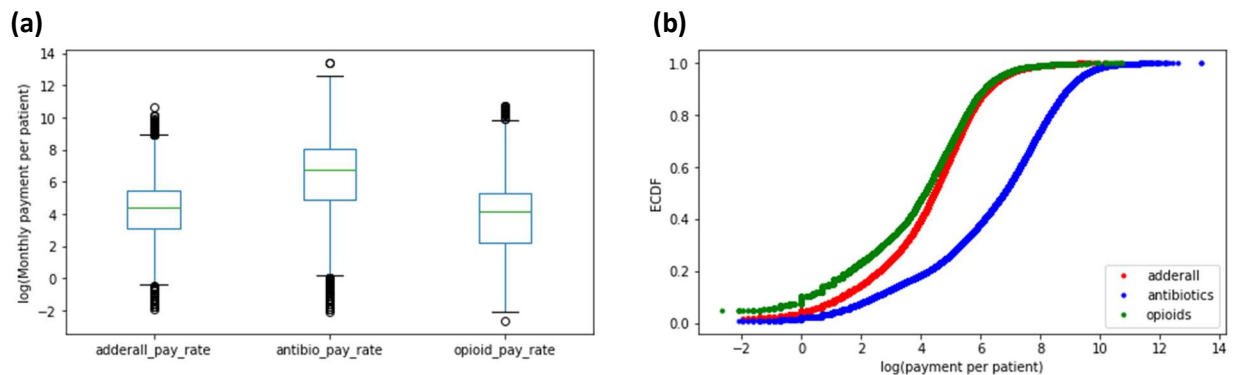 (a)
log(Monthly payment per patient)
14
12
10
8
6
4
2
0
−2
adderall_pay_rate antibio_pay_rate opioid_pay_rate
(b)
ECDF
1.0
0.8
0.6
0.4
0.2
0.0
adderall
antibiotics
opioids
−2 0 2 4 6 8 10 12 14
log(payment per patient)